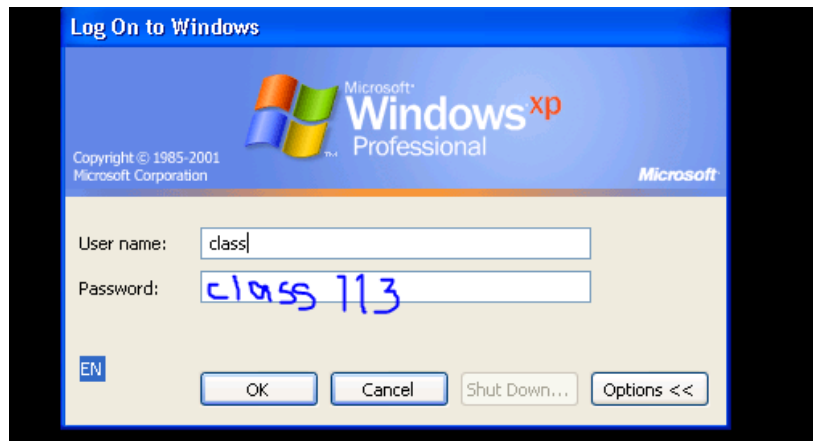 Log On to Windows
Microsoft
Windows xp
Professional
Copyright © 1985-2001
Microsoft Corporation
Microsoft
User name: class
Password: class 113
EN
OK Cancel Shut Down... Options <<